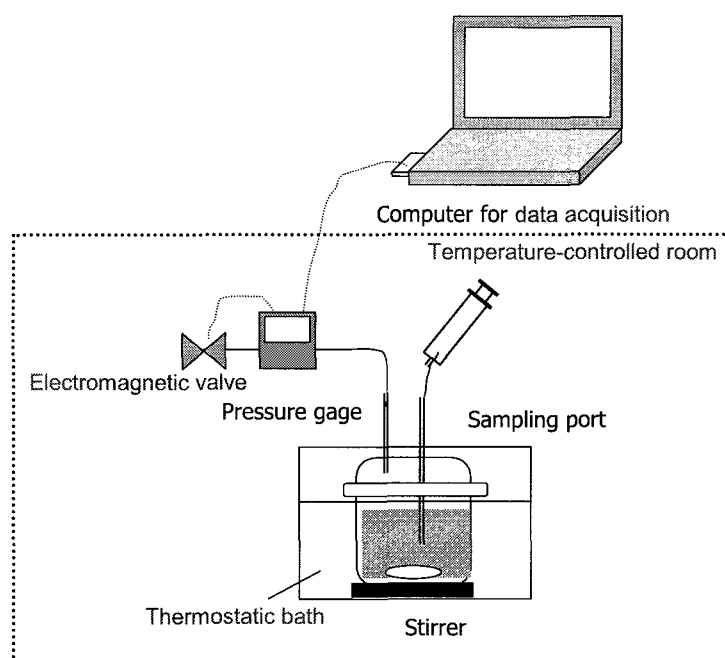 Computer for data acquisition
Temperature-controlled room
Electromagnetic valve
Pressure gage
Sampling port
Thermostatic bath
Stirrer